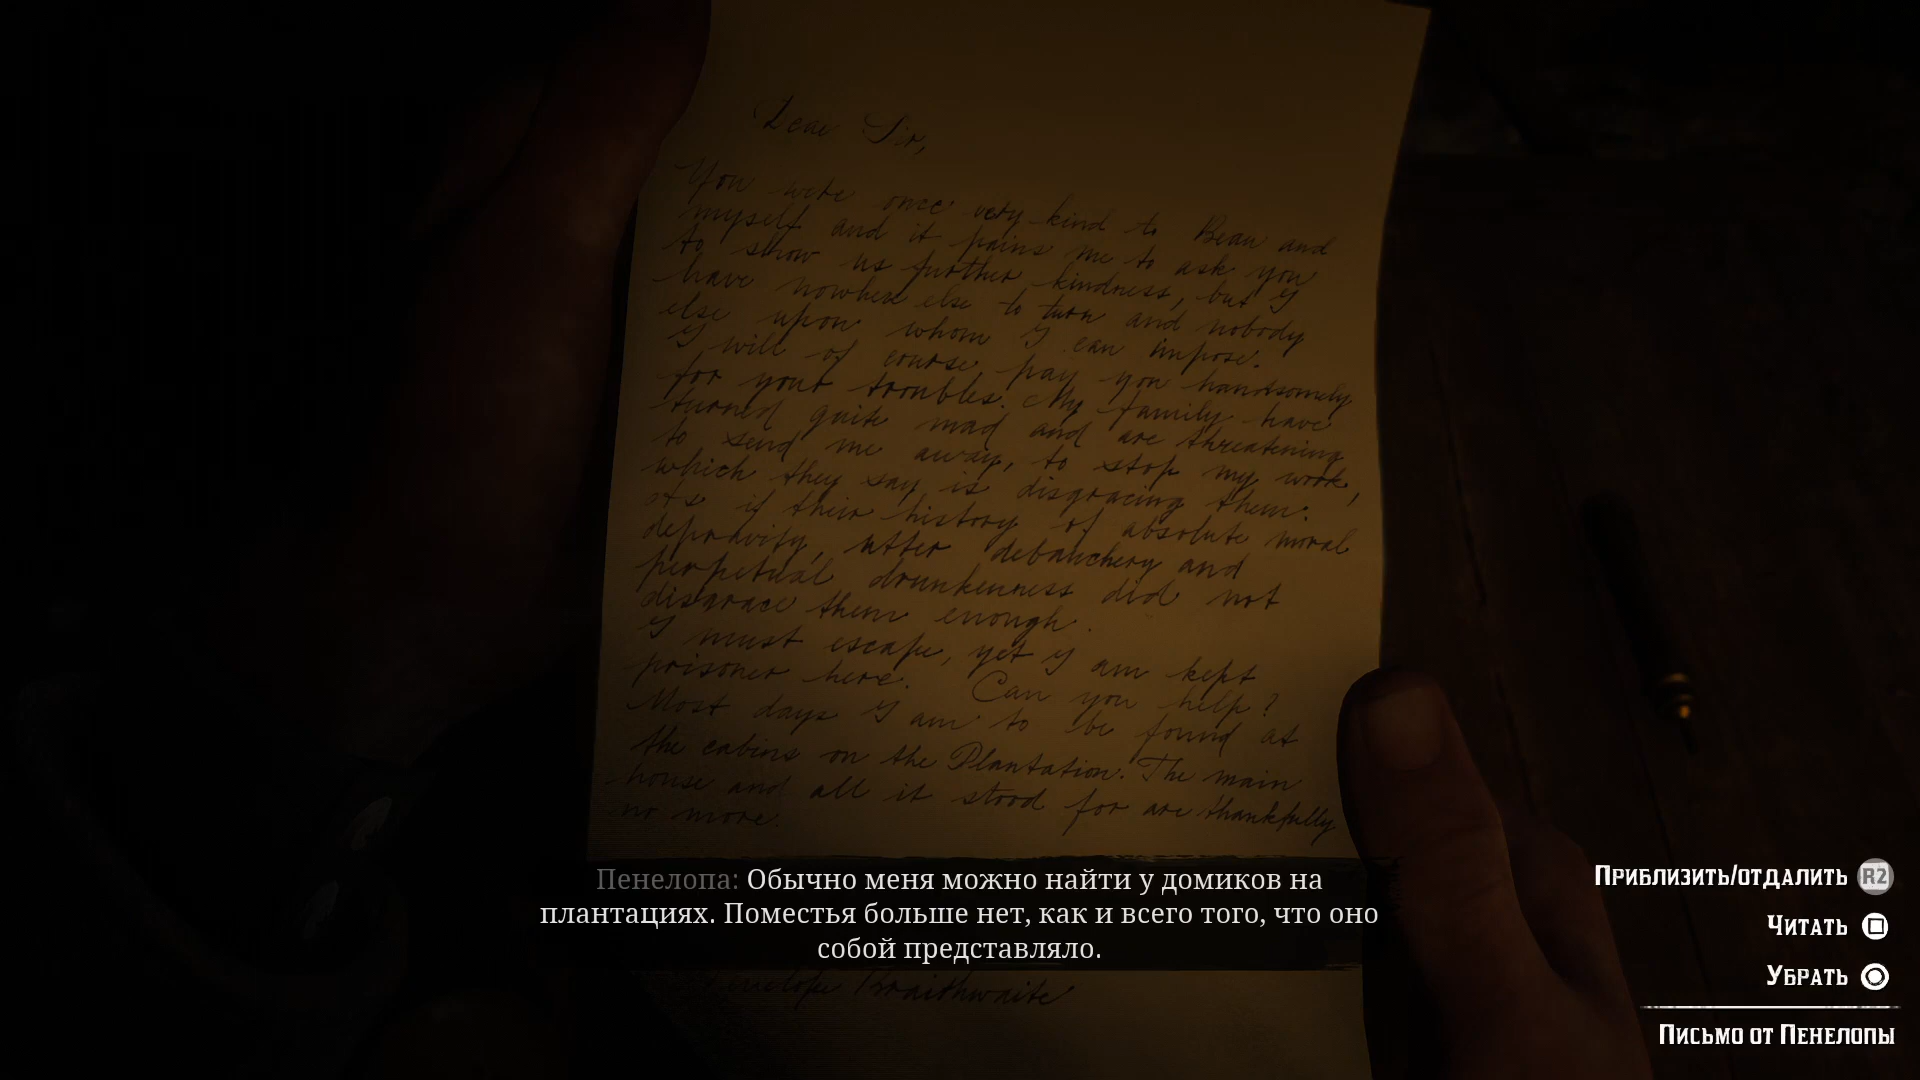 Dear Sir,
You were once very kind to Beau and
myself and it pains me to ask you
to show us further kindness, but I
have nowhere else to turn and nobody
else upon whom I can impose.
I will of course pay you handsomely
for your troubles. My family have
turned quite mad and are threatening
to send me away, to stop my work,
which they say is disgracing them.
As if their history of absolute moral
depravity, utter debauchery and
perpetual drunkenness did not
disgrace them enough.
I must escape, yet I am kept
prisoner here. Can you help?
Most days I am to be found at
the cabins on the Plantation. The main
house and all it stood for are thankfully
no more.
Пенелопа: Обычно меня можно найти у домиков на
плантациях. Поместья больше нет, как и всего того, что оно
собой представляло.
Penelope Braithwaite
Приблизить/отдалить R2
Читать
Убрать
Письмо от Пенелопы